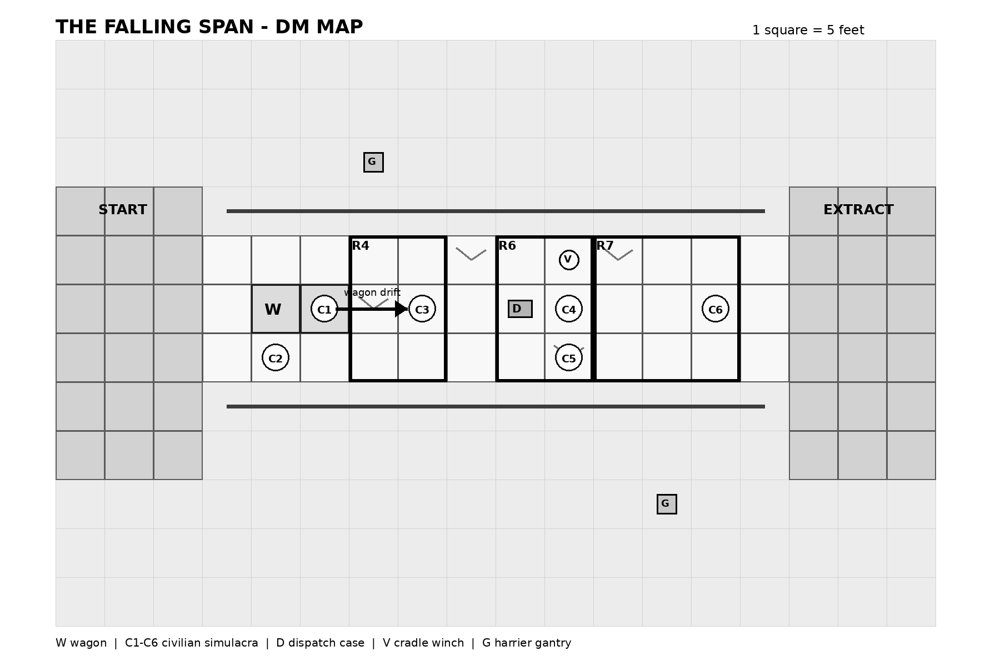 THE FALLING SPAN - DM MAP
1 square = 5 feet
G
START
EXTRACT
R4
R6
R7
V
wagon drift
W
C1
C3
D
C4
C6
C2
C5
G
W wagon | C1-C6 civilian simulacra | D dispatch case | V cradle winch | G harrier gantry